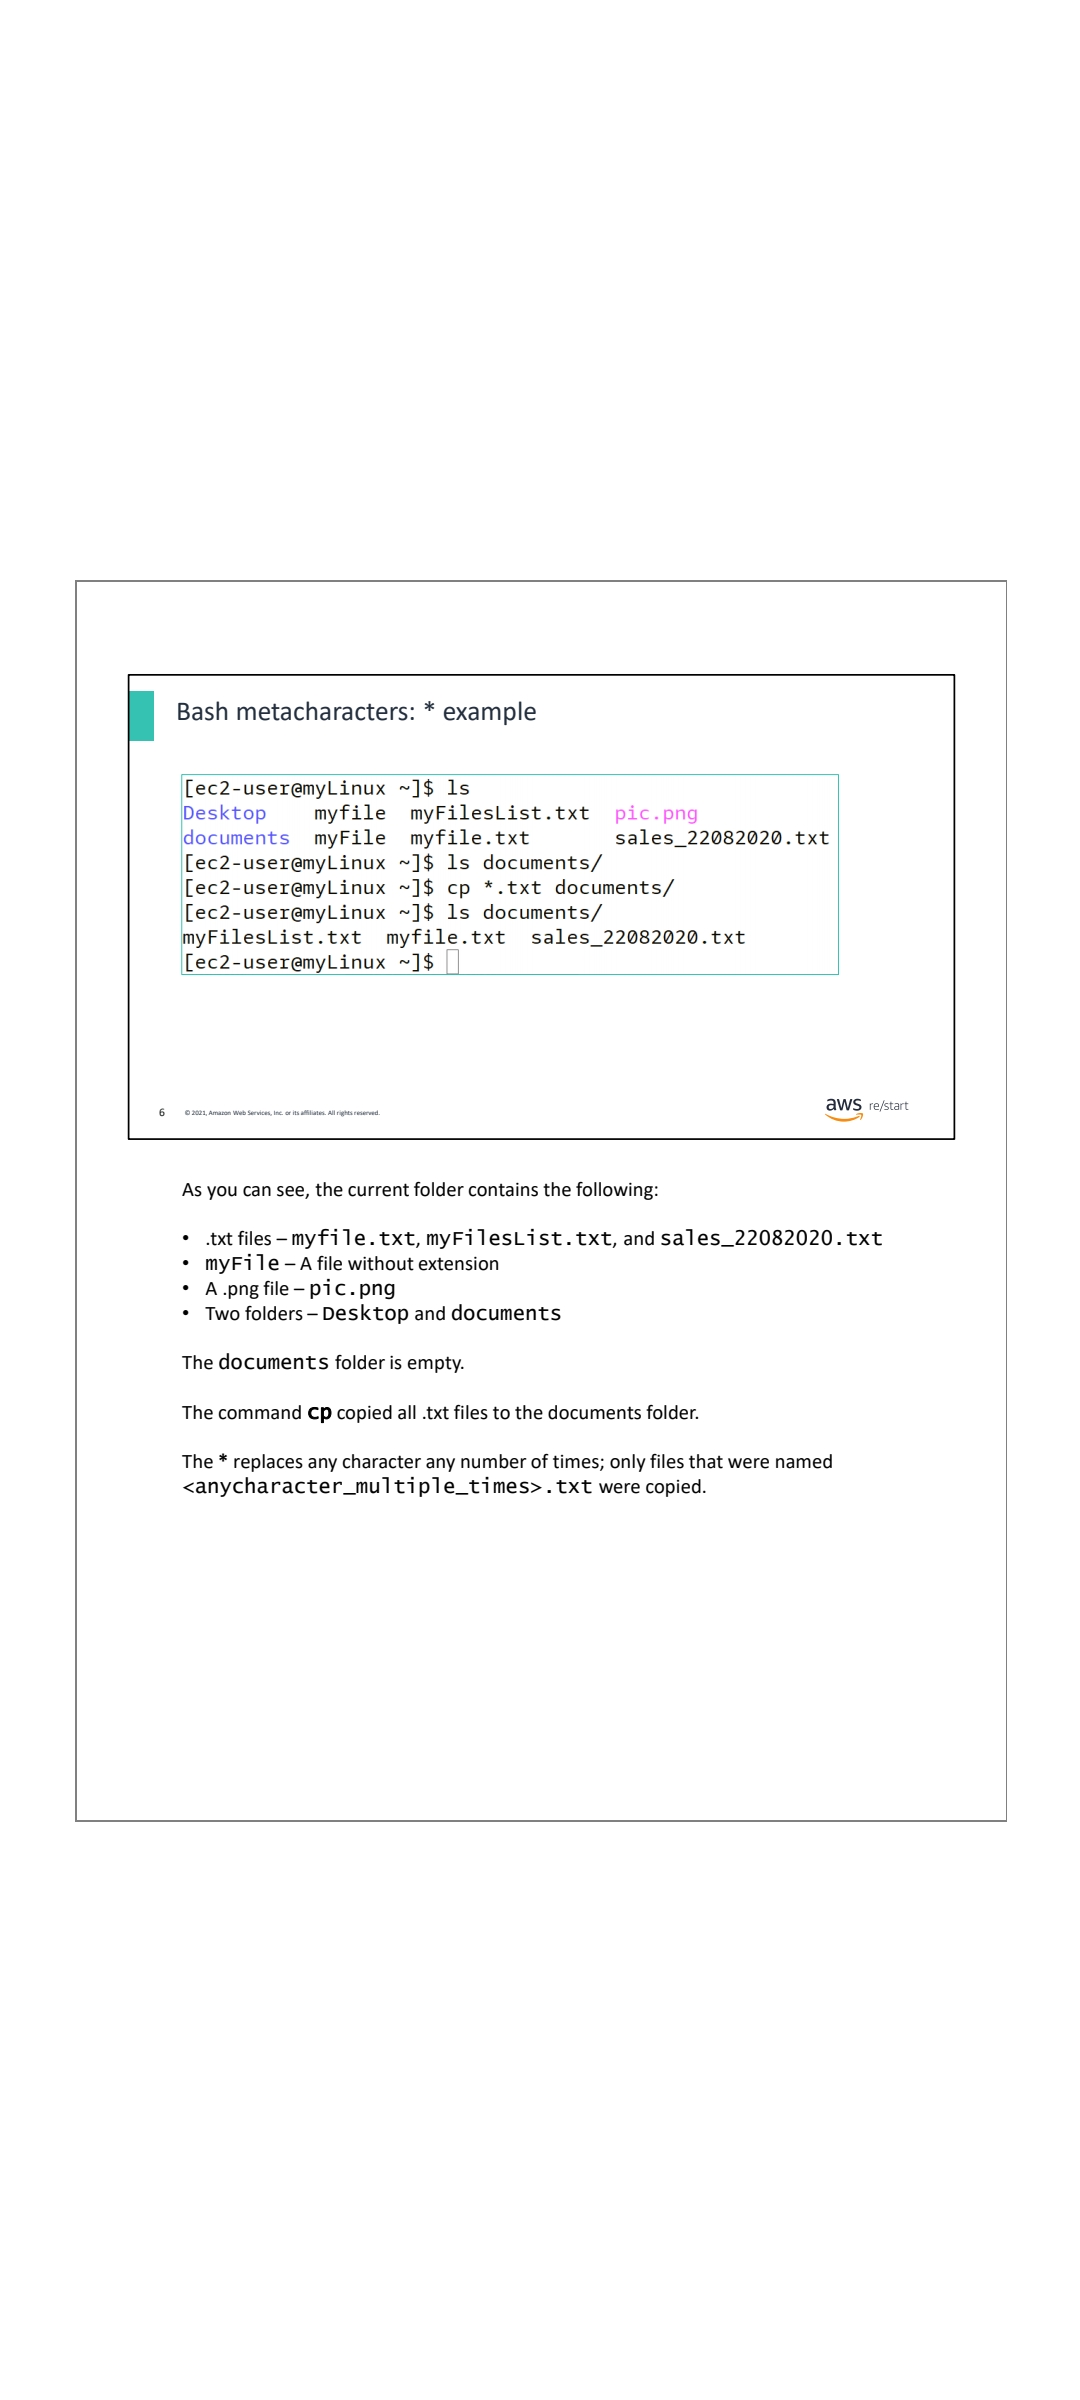 Bash metacharacters: * example
[ec2-user@myLinux ~]$ ls
Desktop    myfile  myFilesList.txt  pic.png
documents  myFile  myfile.txt       sales_22082020.txt
[ec2-user@myLinux ~]$ ls documents/
[ec2-user@myLinux ~]$ cp *.txt documents/
[ec2-user@myLinux ~]$ ls documents/
myFilesList.txt  myfile.txt  sales_22082020.txt
[ec2-user@myLinux ~]$
6 © 2021, Amazon Web Services, Inc. or its affiliates. All rights reserved.
aws re/start
As you can see, the current folder contains the following:
• .txt files – myfile.txt, myFilesList.txt, and sales_22082020.txt
• myFile – A file without extension
• A .png file – pic.png
• Two folders – Desktop and documents
The documents folder is empty.
The command cp copied all .txt files to the documents folder.
The * replaces any character any number of times; only files that were named
<anycharacter_multiple_times>.txt were copied.